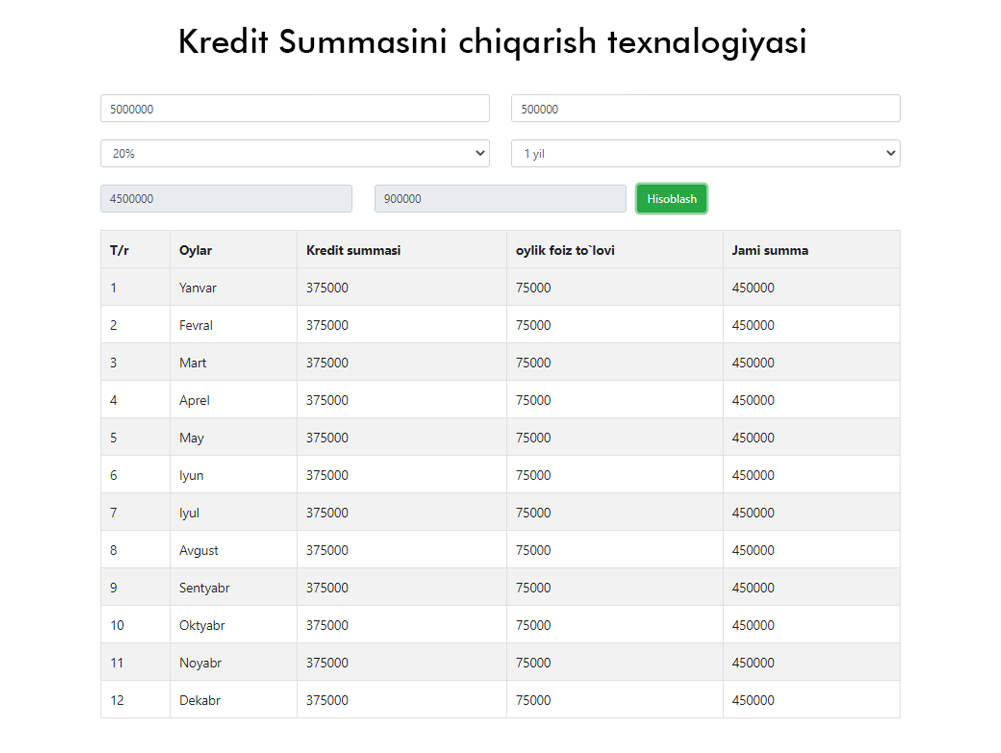 Kredit Summasini chiqarish texnalogiyasi
5000000 500000
20% 1 yil
4500000 900000 Hisoblash
T/r Oylar Kredit summasi oylik foiz to`lovi Jami summa
1 Yanvar 375000 75000 450000
2 Fevral 375000 75000 450000
3 Mart 375000 75000 450000
4 Aprel 375000 75000 450000
5 May 375000 75000 450000
6 Iyun 375000 75000 450000
7 Iyul 375000 75000 450000
8 Avgust 375000 75000 450000
9 Sentyabr 375000 75000 450000
10 Oktyabr 375000 75000 450000
11 Noyabr 375000 75000 450000
12 Dekabr 375000 75000 450000